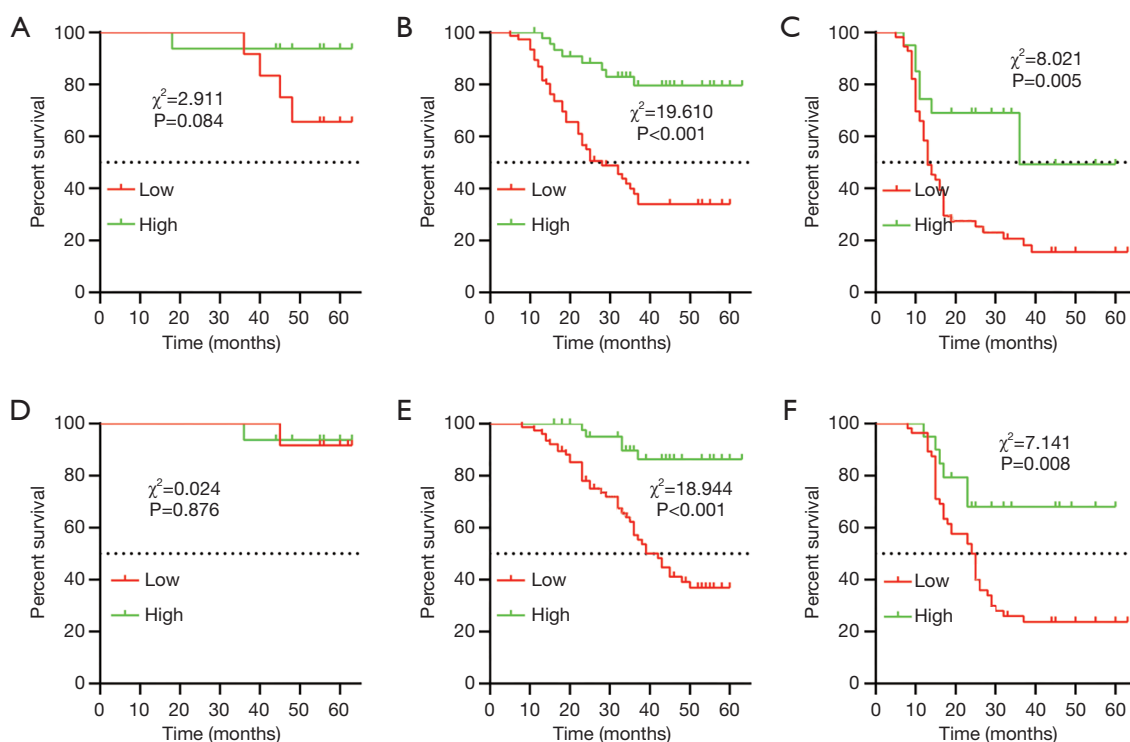 A
Percent survival
100
80
60
40
20
0
χ²=2.911
P=0.084
Low
High
0 10 20 30 40 50 60
Time (months)
B
Percent survival
100
80
60
40
20
0
χ²=19.610
P<0.001
Low
High
0 10 20 30 40 50 60
Time (months)
C
Percent survival
100
80
60
40
20
0
χ²=8.021
P=0.005
Low
High
0 10 20 30 40 50 60
Time (months)
D
Percent survival
100
80
60
40
20
0
χ²=0.024
P=0.876
Low
High
0 10 20 30 40 50 60
Time (months)
E
Percent survival
100
80
60
40
20
0
χ²=18.944
P<0.001
Low
High
0 10 20 30 40 50 60
Time (months)
F
Percent survival
100
80
60
40
20
0
χ²=7.141
P=0.008
Low
High
0 10 20 30 40 50 60
Time (months)